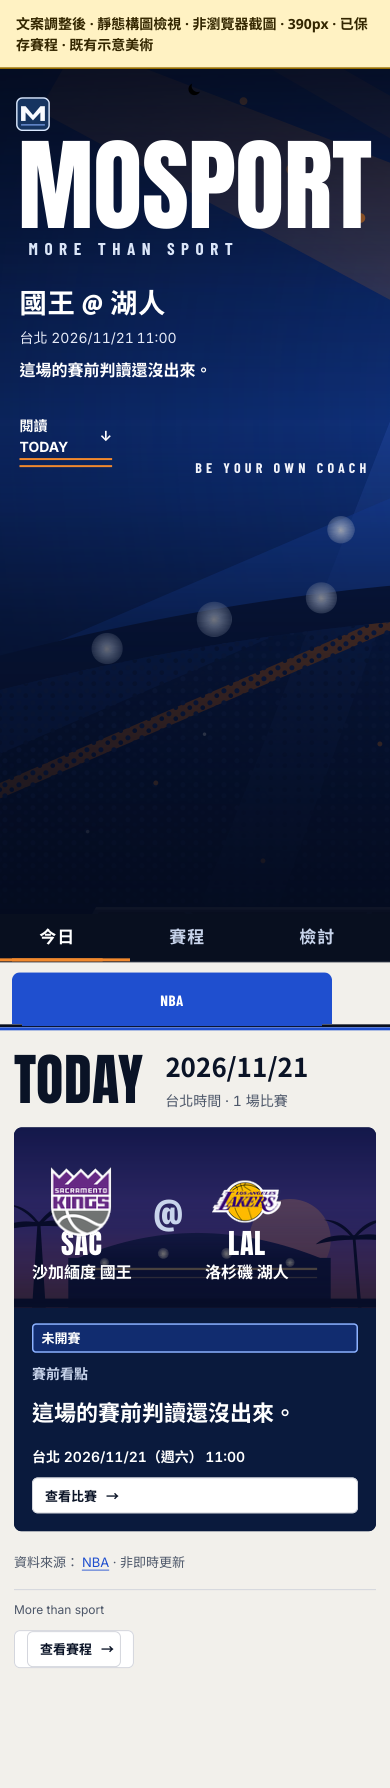 文案調整後 · 靜態構圖檢視 · 非瀏覽器截圖 · 390px · 已保
存賽程 · 既有示意美術
M
MOSPORT
MORE THAN SPORT
國王 @ 湖人
台北 2026/11/21 11:00
這場的賽前判讀還沒出來。
閱讀
TODAY ↓
BE YOUR OWN COACH
今日 賽程 檢討
NBA
TODAY 2026/11/21
台北時間 · 1 場比賽
SACRAMENTO
KINGS
LOS ANGELES
LAKERS
@
SAC LAL
沙加緬度 國王 洛杉磯 湖人
未開賽
賽前看點
這場的賽前判讀還沒出來。
台北 2026/11/21（週六） 11:00
查看比賽 →
資料來源： NBA · 非即時更新
More than sport
查看賽程 →